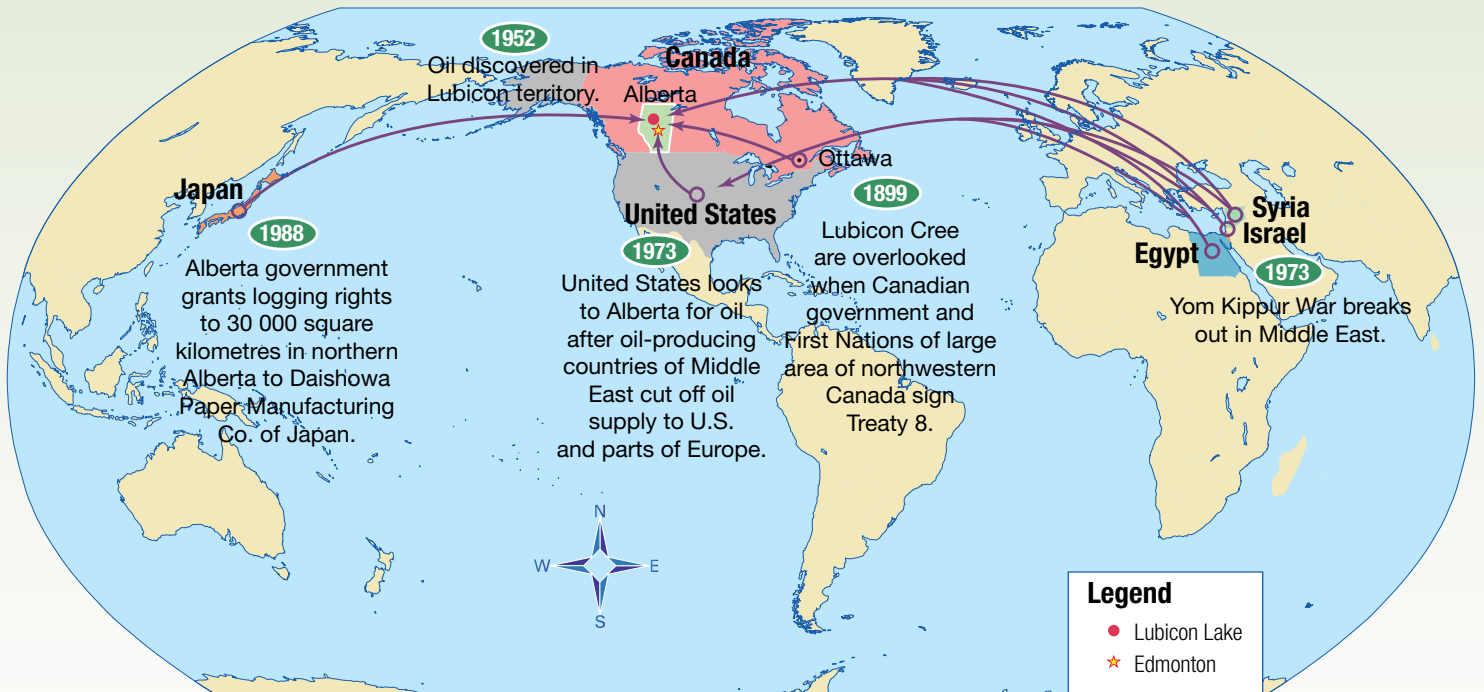 1952
Oil discovered in
Lubicon territory.
Canada
Alberta
Ottawa
Japan
1988
Alberta government
grants logging rights
to 30 000 square
kilometres in northern
Alberta to Daishowa
Paper Manufacturing
Co. of Japan.
United States
1973
United States looks
to Alberta for oil
after oil-producing
countries of Middle
East cut off oil
supply to U.S.
and parts of Europe.
1899
Lubicon Cree
are overlooked
when Canadian
government and
First Nations of large
area of northwestern
Canada sign
Treaty 8.
Syria
Israel
Egypt
1973
Yom Kippur War breaks
out in Middle East.
N
W E
S
Legend
Lubicon Lake
Edmonton